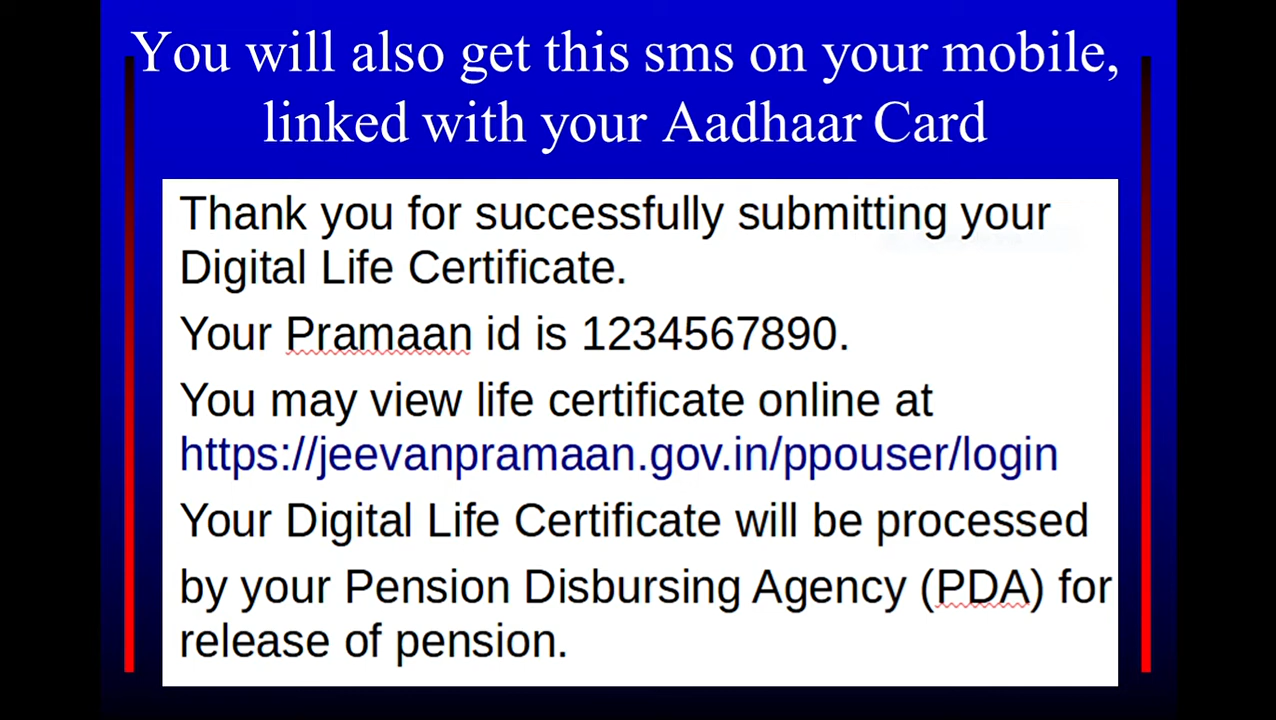 You will also get this sms on your mobile,
linked with your Aadhaar Card
Thank you for successfully submitting your
Digital Life Certificate.
Your Pramaan id is 1234567890.
You may view life certificate online at
https://jeevanpramaan.gov.in/ppouser/login
Your Digital Life Certificate will be processed
by your Pension Disbursing Agency (PDA) for
release of pension.